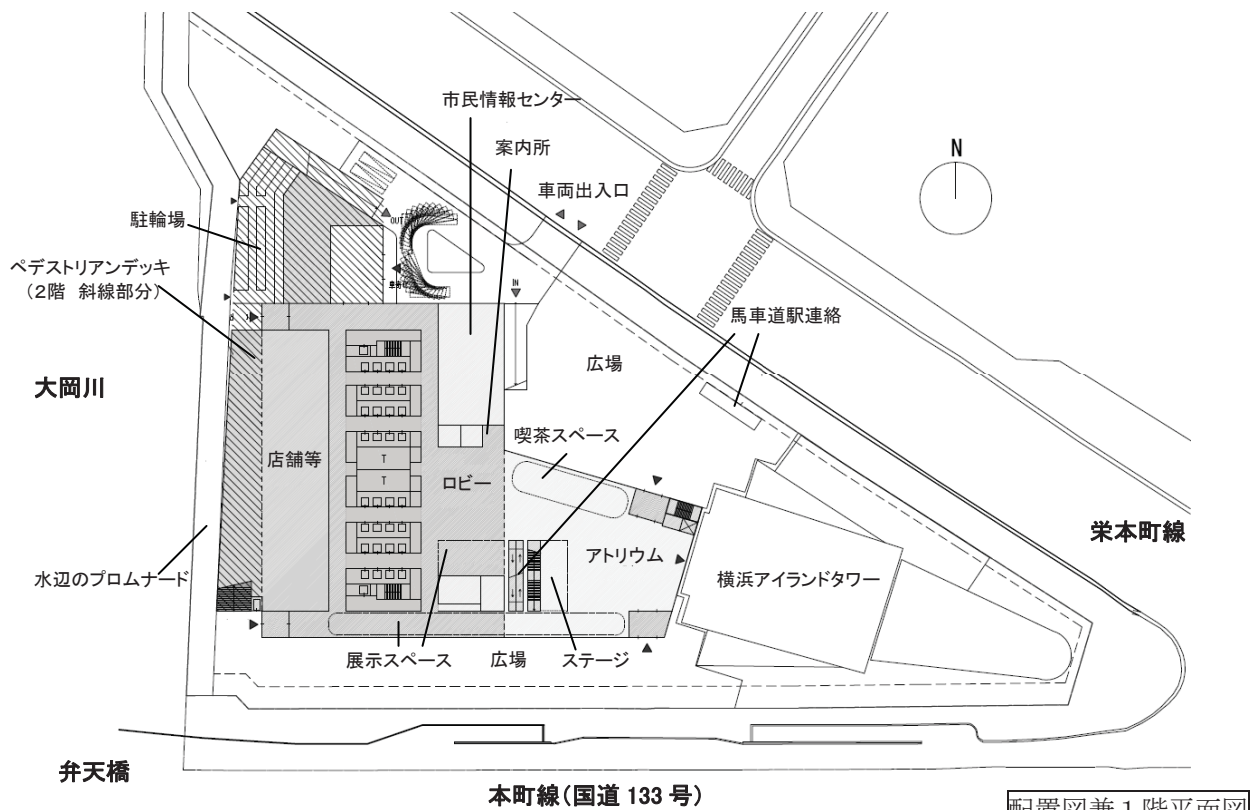 市民情報センター
案内所
車両出入口
N
駐輪場
OUT
ペデストリアンデッキ
(2階 斜線部分)
IN
馬車道駅連絡
大岡川
広場
喫茶スペース
店舗等
T
T
ロビー
栄本町線
アトリウム
水辺のプロムナード
横浜アイランドタワー
展示スペース
広場
ステージ
弁天橋
本町線(国道 133 号)
配置図兼1階平面図